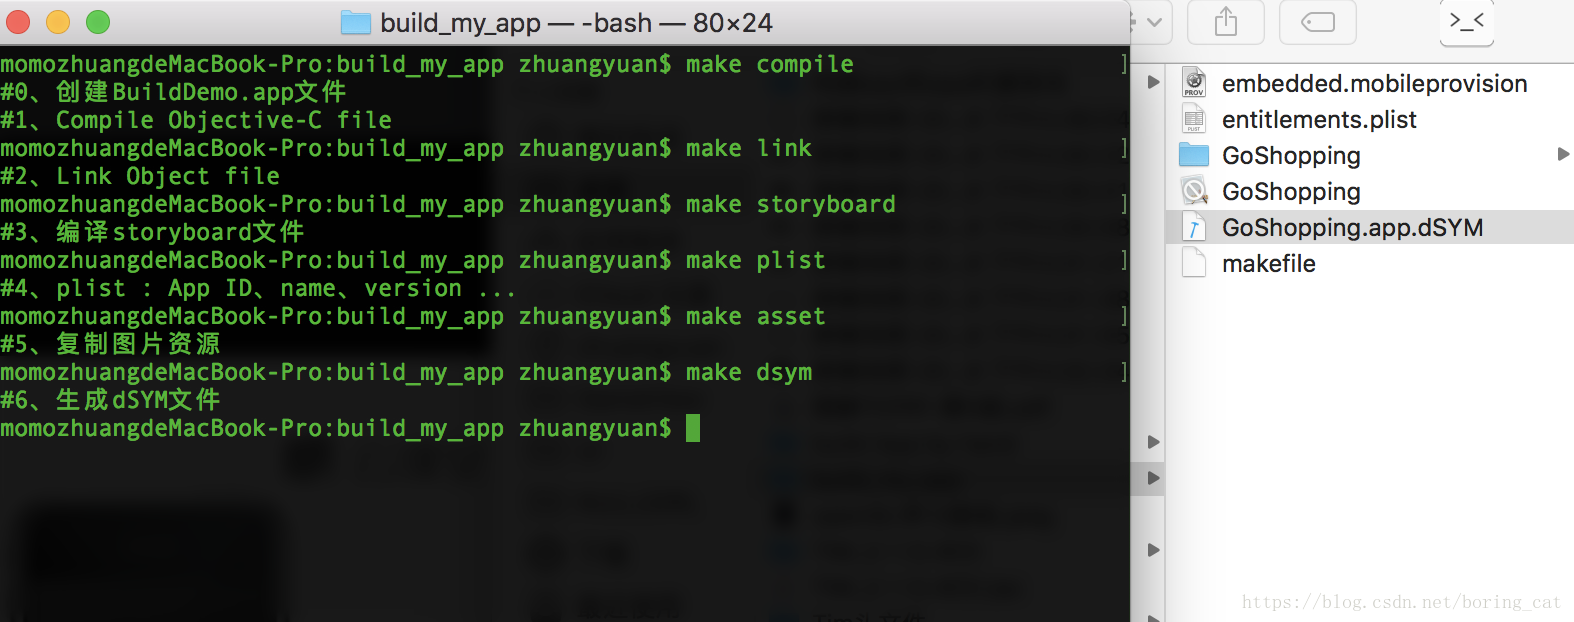 build_my_app — -bash — 80×24
momozhuangdeMacBook-Pro:build_my_app zhuangyuan$ make compile ]
#0、创建BuildDemo.app文件
#1、Compile Objective-C file
momozhuangdeMacBook-Pro:build_my_app zhuangyuan$ make link ]
#2、Link Object file
momozhuangdeMacBook-Pro:build_my_app zhuangyuan$ make storyboard ]
#3、编译storyboard文件
momozhuangdeMacBook-Pro:build_my_app zhuangyuan$ make plist ]
#4、plist : App ID、name、version ...
momozhuangdeMacBook-Pro:build_my_app zhuangyuan$ make asset ]
#5、复制图片资源
momozhuangdeMacBook-Pro:build_my_app zhuangyuan$ make dsym ]
#6、生成dSYM文件
momozhuangdeMacBook-Pro:build_my_app zhuangyuan$
>_<
embedded.mobileprovision
entitlements.plist
GoShopping
GoShopping
GoShopping.app.dSYM
makefile
PROV
PLIST
https://blog.csdn.net/boring_cat